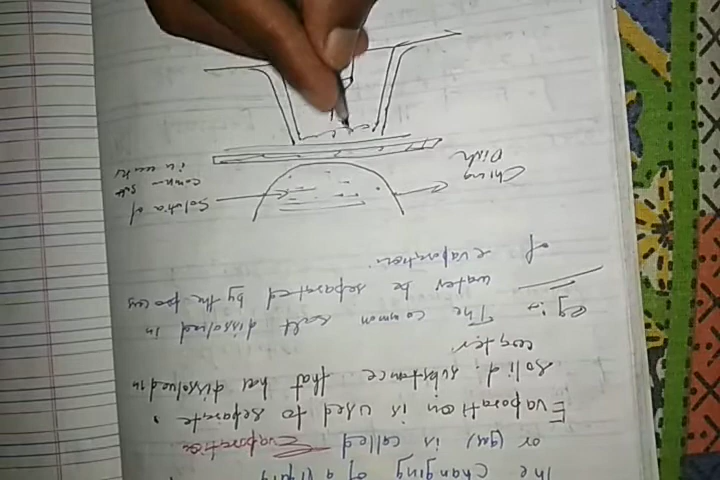 The changing of a liquid
or (gas) is called Evaporation
Evaporation is used to separate
solid substance that has dissolved in
water
eg :- The common salt dissolved in
water be separated by the process
of evaporation.
Solution of
common salt
in water
China
Dish